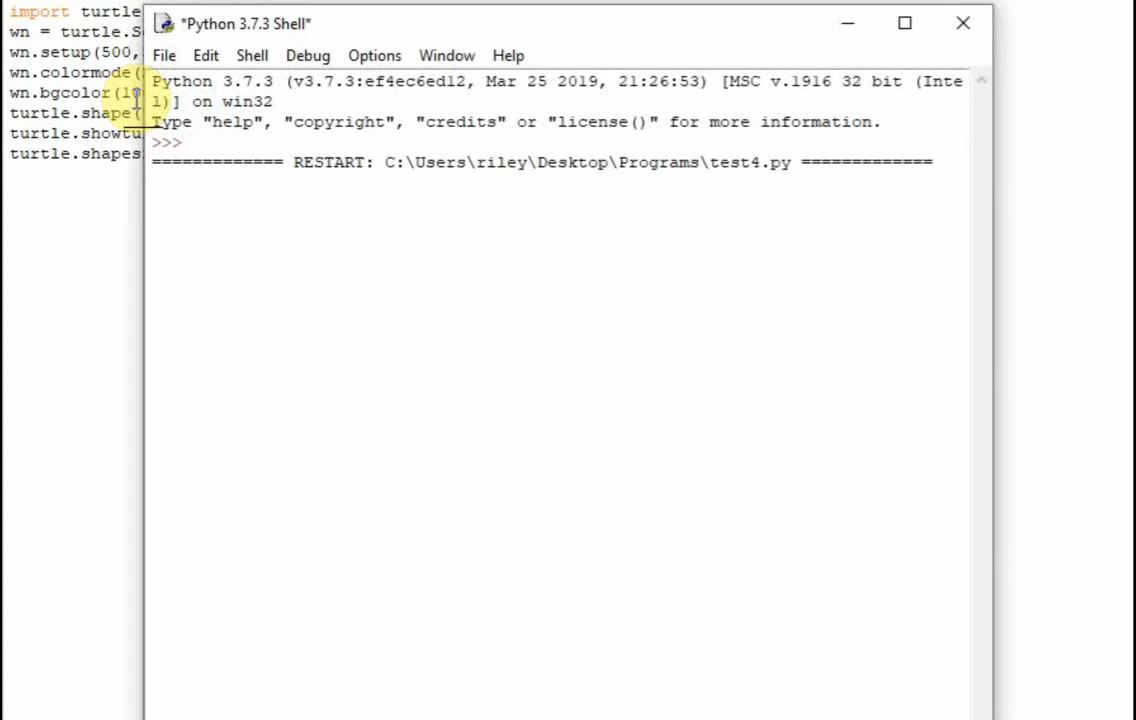 import turtle
wn = turtle.S
wn.setup(500,
wn.colormode(
wn.bgcolor(1
turtle.shape(
turtle.showtu
turtle.shapes
*Python 3.7.3 Shell*
File Edit Shell Debug Options Window Help
Python 3.7.3 (v3.7.3:ef4ec6ed12, Mar 25 2019, 21:26:53) [MSC v.1916 32 bit (Inte
l)] on win32
Type "help", "copyright", "credits" or "license()" for more information.
>>>
============= RESTART: C:\Users\riley\Desktop\Programs\test4.py =============